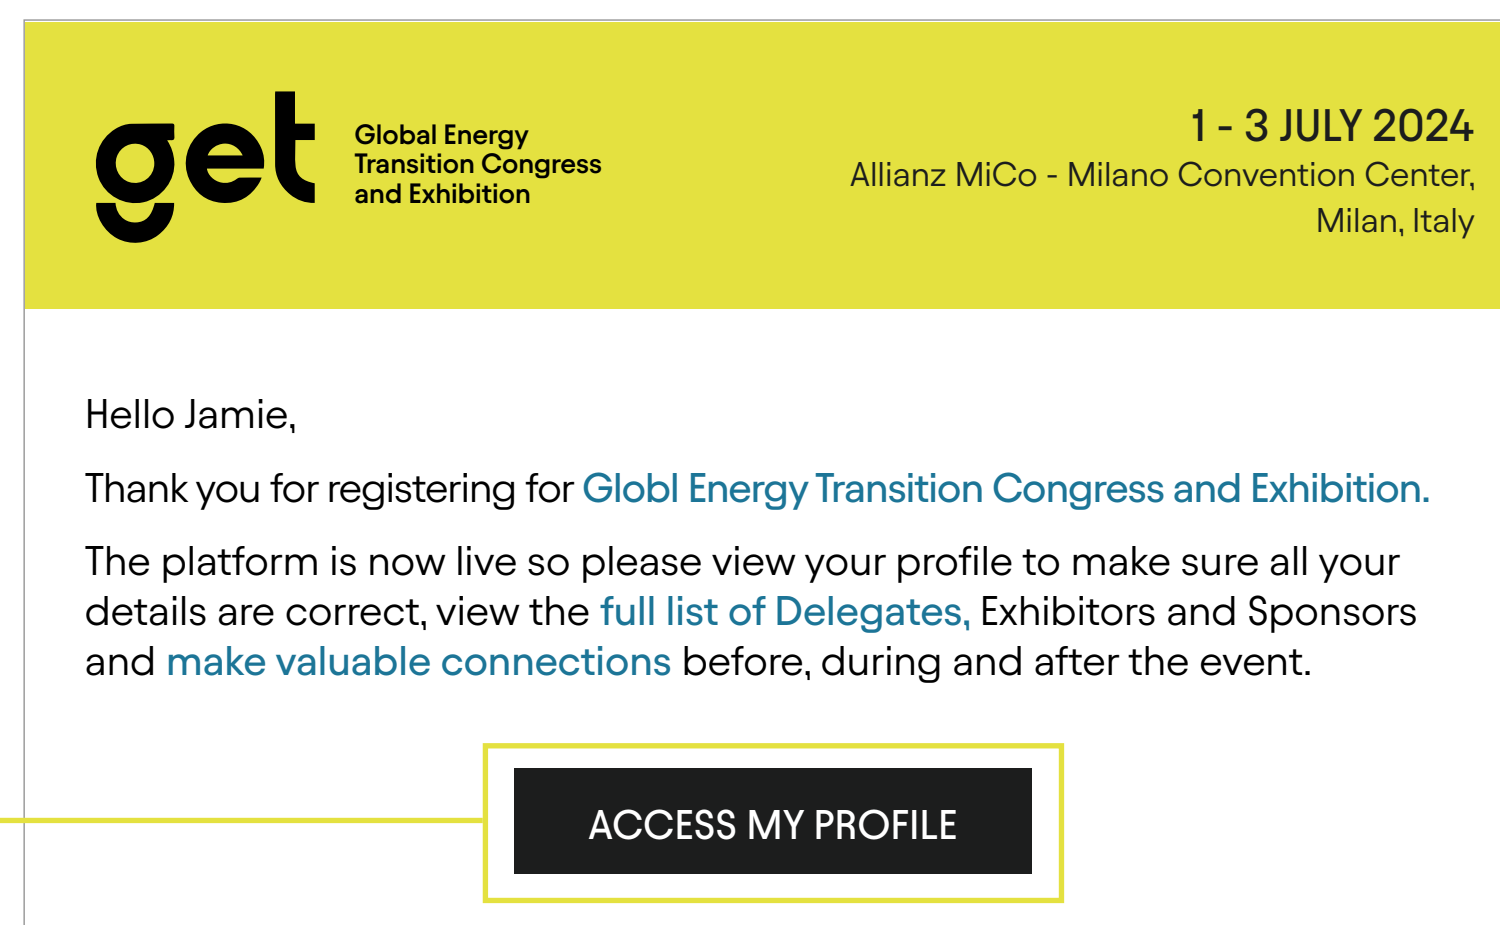 get
Global Energy
Transition Congress
and Exhibition
1 - 3 JULY 2024
Allianz MiCo - Milano Convention Center,
Milan, Italy
Hello Jamie,
Thank you for registering for Globl Energy Transition Congress and Exhibition.
The platform is now live so please view your profile to make sure all your
details are correct, view the full list of Delegates, Exhibitors and Sponsors
and make valuable connections before, during and after the event.
ACCESS MY PROFILE